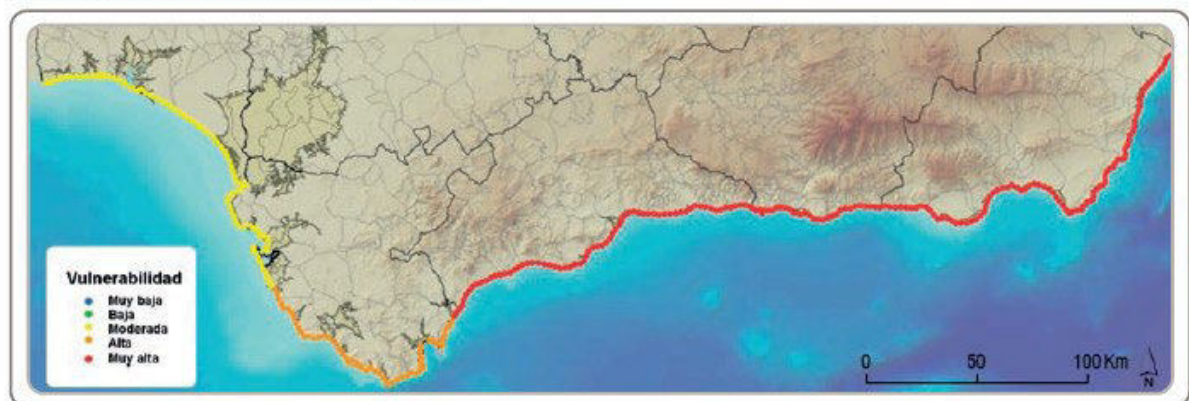 Vulnerabilidad
Muy baja
Baja
Moderada
Alta
Muy alta
0 50 100 Km
N